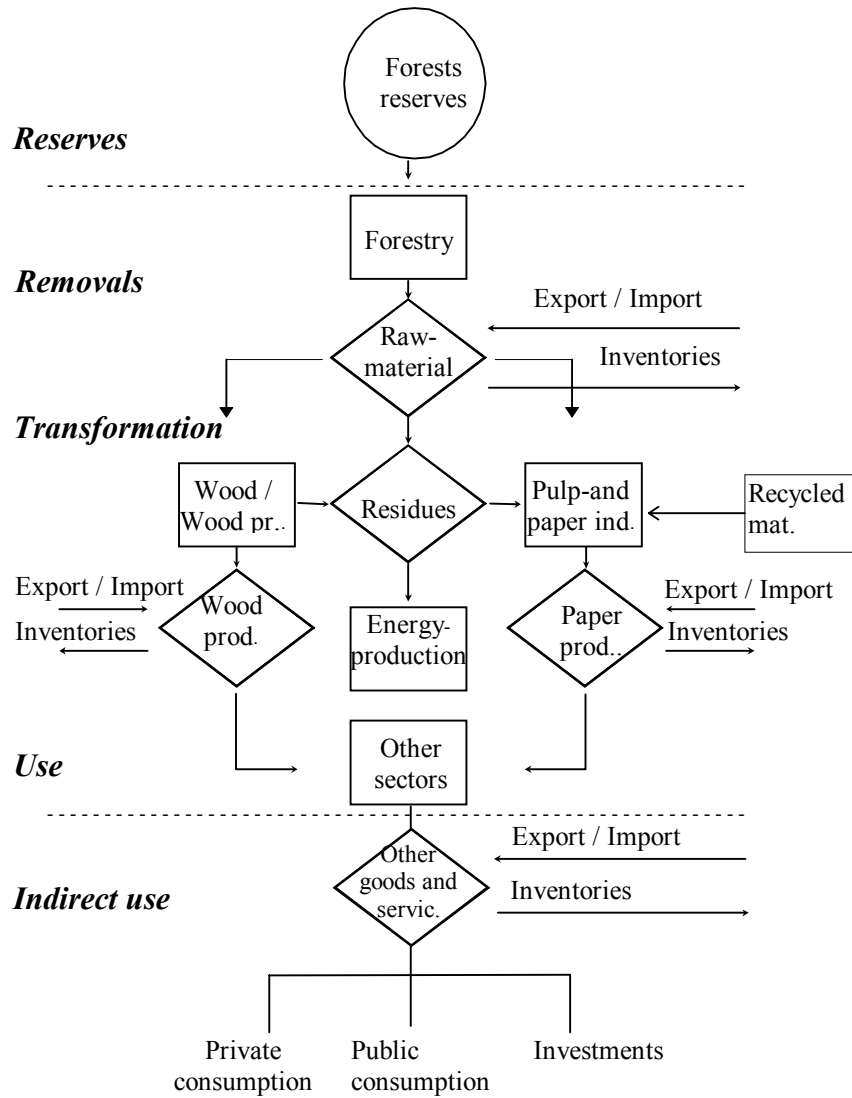 Forests
reserves
Reserves
Forestry
Removals
Export / Import
Raw-
material
Inventories
Transformation
Wood /
Wood pr..
Residues
Pulp-and
paper ind.
Recycled
mat.
Export / Import
Inventories
Wood
prod.
Energy-
production
Paper
prod..
Export / Import
Inventories
Use
Other
sectors
Other
goods and
servic.
Export / Import
Inventories
Indirect use
Private
consumption
Public
consumption
Investments